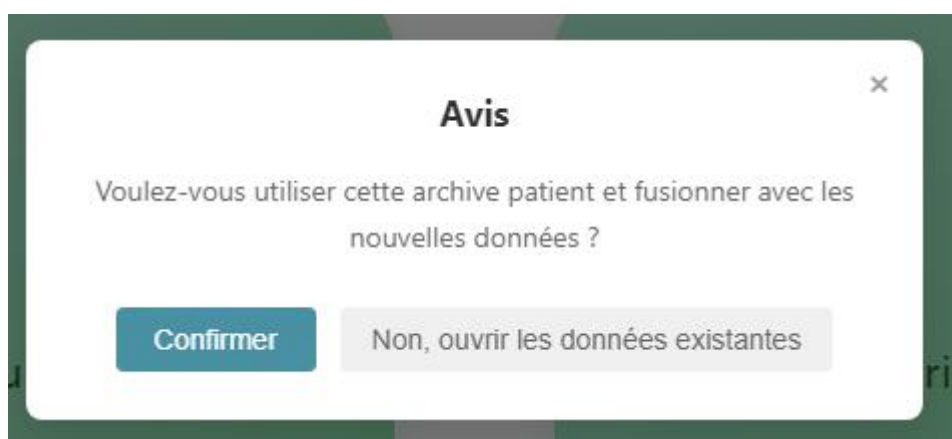 ×
Avis
Voulez-vous utiliser cette archive patient et fusionner avec les
nouvelles données ?
Confirmer
Non, ouvrir les données existantes
ri